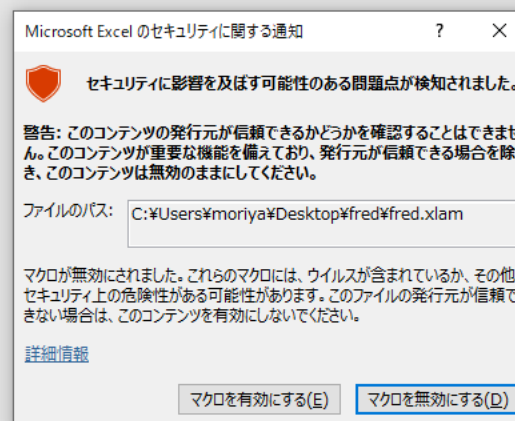 Microsoft Excel のセキュリティに関する通知
?
×
セキュリティに影響を及ぼす可能性のある問題点が検知されました。
警告: このコンテンツの発行元が信頼できるかどうかを確認することはできませ
ん。このコンテンツが重要な機能を備えており、発行元が信頼できる場合を除
き、このコンテンツは無効のままにしてください。
ファイルのパス: C:¥Users¥moriya¥Desktop¥fred¥fred.xlam
マクロが無効にされました。これらのマクロには、ウイルスが含まれているか、その他
セキュリティ上の危険性がある可能性があります。このファイルの発行元が信頼で
きない場合は、このコンテンツを有効にしないでください。
詳細情報
マクロを有効にする(E) マクロを無効にする(D)